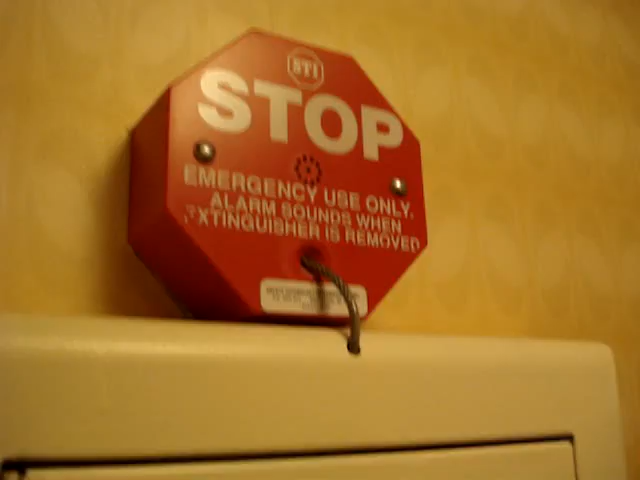 STI
STOP
EMERGENCY USE ONLY.
ALARM SOUNDS WHEN
EXTINGUISHER IS REMOVED